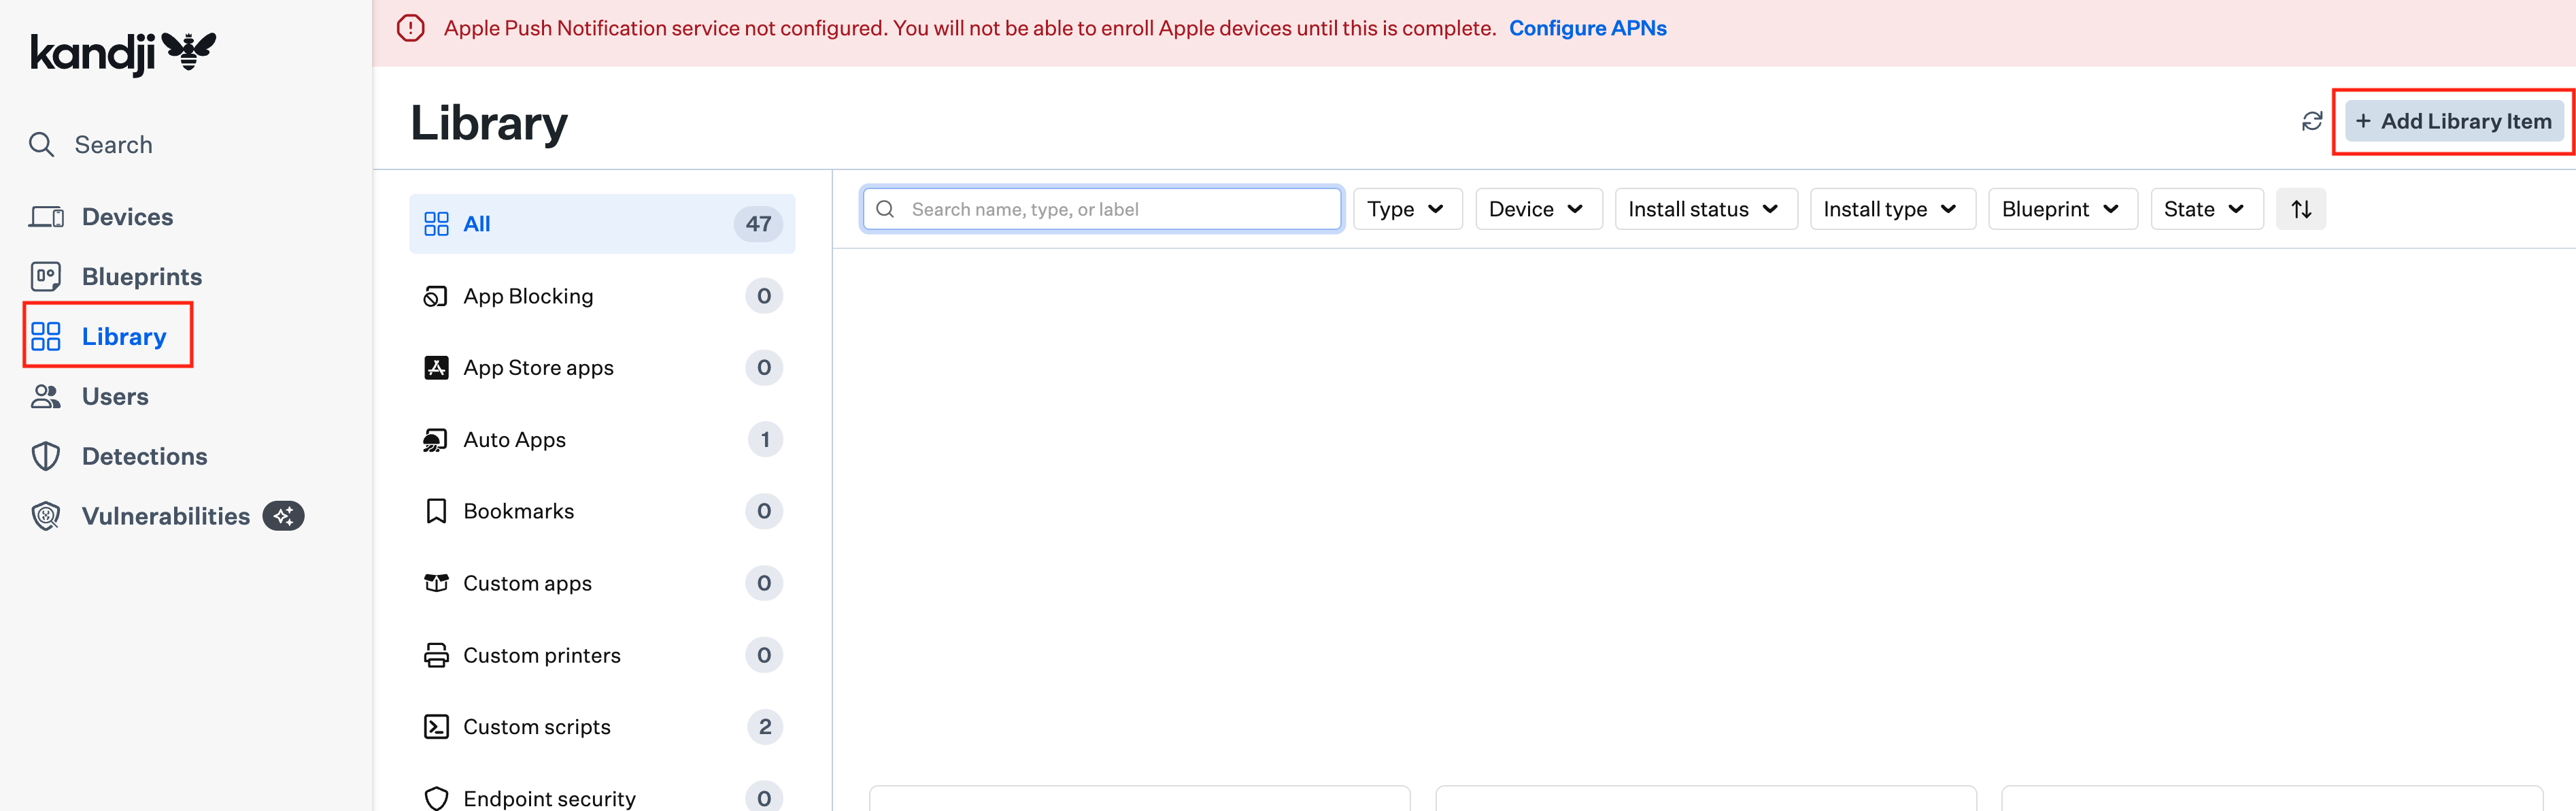 kandji
Apple Push Notification service not configured. You will not be able to enroll Apple devices until this is complete. Configure APNs
Search
Devices
Blueprints
Library
Users
Detections
Vulnerabilities
Library
+ Add Library Item
All 47
App Blocking 0
App Store apps 0
Auto Apps 1
Bookmarks 0
Custom apps 0
Custom printers 0
Custom scripts 2
Endpoint security 0
Search name, type, or label
Type
Device
Install status
Install type
Blueprint
State